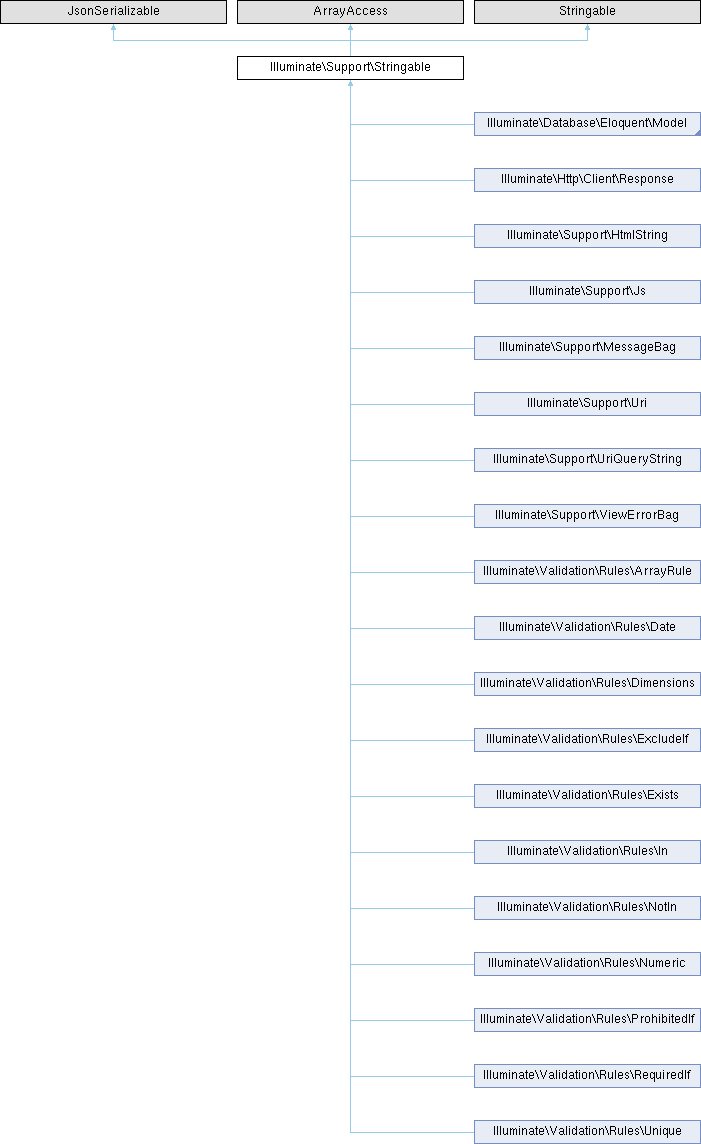 JsonSerializable
ArrayAccess
Stringable
Illuminate\Support\Stringable
Illuminate\Database\Eloquent\Model
Illuminate\Http\Client\Response
Illuminate\Support\HtmlString
Illuminate\Support\Js
Illuminate\Support\MessageBag
Illuminate\Support\Uri
Illuminate\Support\UriQueryString
Illuminate\Support\ViewErrorBag
Illuminate\Validation\Rules\ArrayRule
Illuminate\Validation\Rules\Date
Illuminate\Validation\Rules\Dimensions
Illuminate\Validation\Rules\ExcludeIf
Illuminate\Validation\Rules\Exists
Illuminate\Validation\Rules\In
Illuminate\Validation\Rules\NotIn
Illuminate\Validation\Rules\Numeric
Illuminate\Validation\Rules\ProhibitedIf
Illuminate\Validation\Rules\RequiredIf
Illuminate\Validation\Rules\Unique